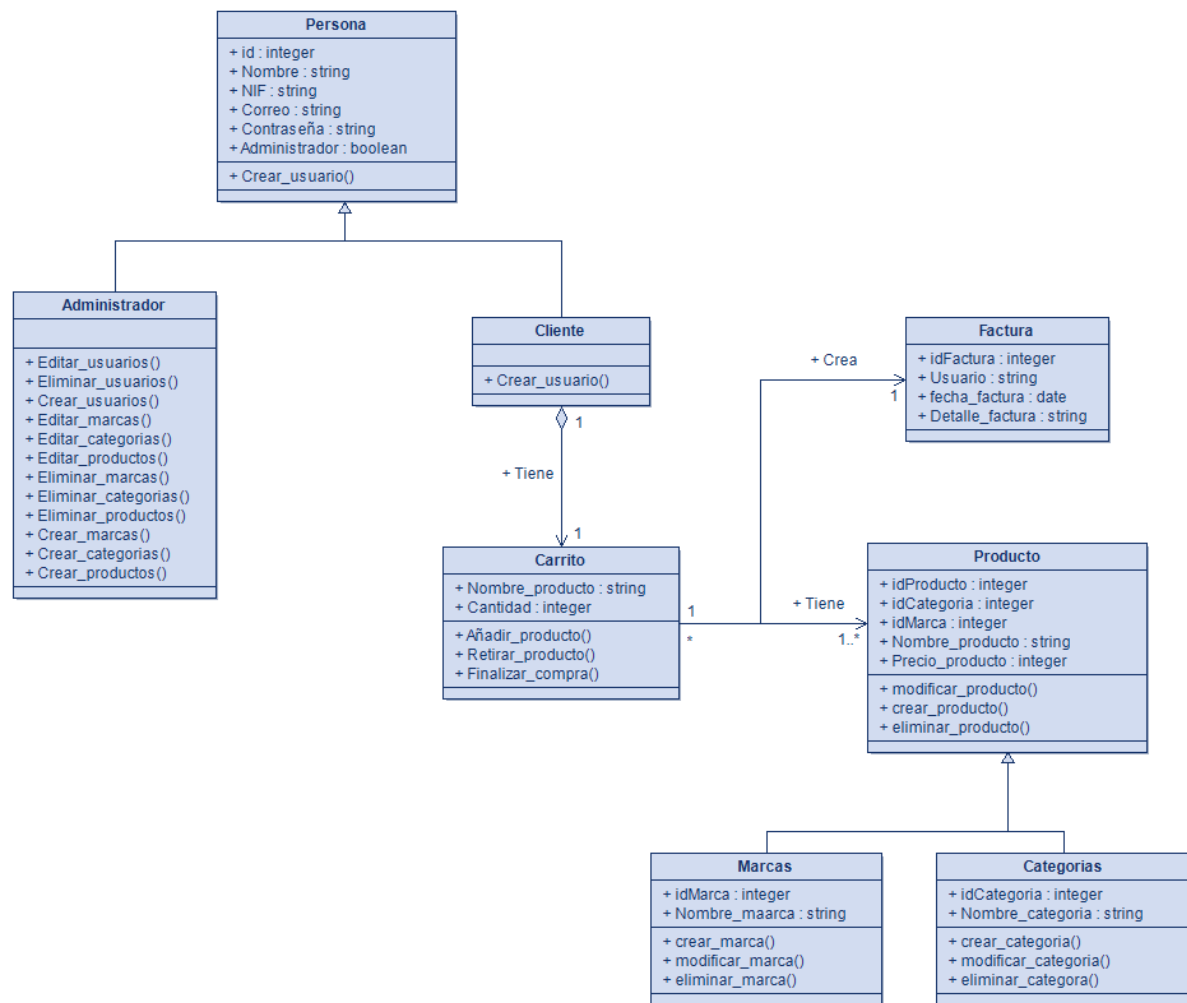 Persona
+ id : integer
+ Nombre : string
+ NIF : string
+ Correo : string
+ Contraseña : string
+ Administrador : boolean
+ Crear_usuario()
Administrador
+ Editar_usuarios()
+ Eliminar_usuarios()
+ Crear_usuarios()
+ Editar_marcas()
+ Editar_categorias()
+ Editar_productos()
+ Eliminar_marcas()
+ Eliminar_categorias()
+ Eliminar_productos()
+ Crear_marcas()
+ Crear_categorias()
+ Crear_productos()
Cliente
+ Crear_usuario()
1
+ Tiene
1
Factura
+ idFactura : integer
+ Usuario : string
+ fecha_factura : date
+ Detalle_factura : string
+ Crea
1
Carrito
+ Nombre_producto : string
+ Cantidad : integer
+ Añadir_producto()
+ Retirar_producto()
+ Finalizar_compra()
1
*
+ Tiene
1..*
Producto
+ idProducto : integer
+ idCategoria : integer
+ idMarca : integer
+ Nombre_producto : string
+ Precio_producto : integer
+ modificar_producto()
+ crear_producto()
+ eliminar_producto()
Marcas
+ idMarca : integer
+ Nombre_maarca : string
+ crear_marca()
+ modificar_marca()
+ eliminar_marca()
Categorias
+ idCategoria : integer
+ Nombre_categoria : string
+ crear_categoria()
+ modificar_categoria()
+ eliminar_categora()